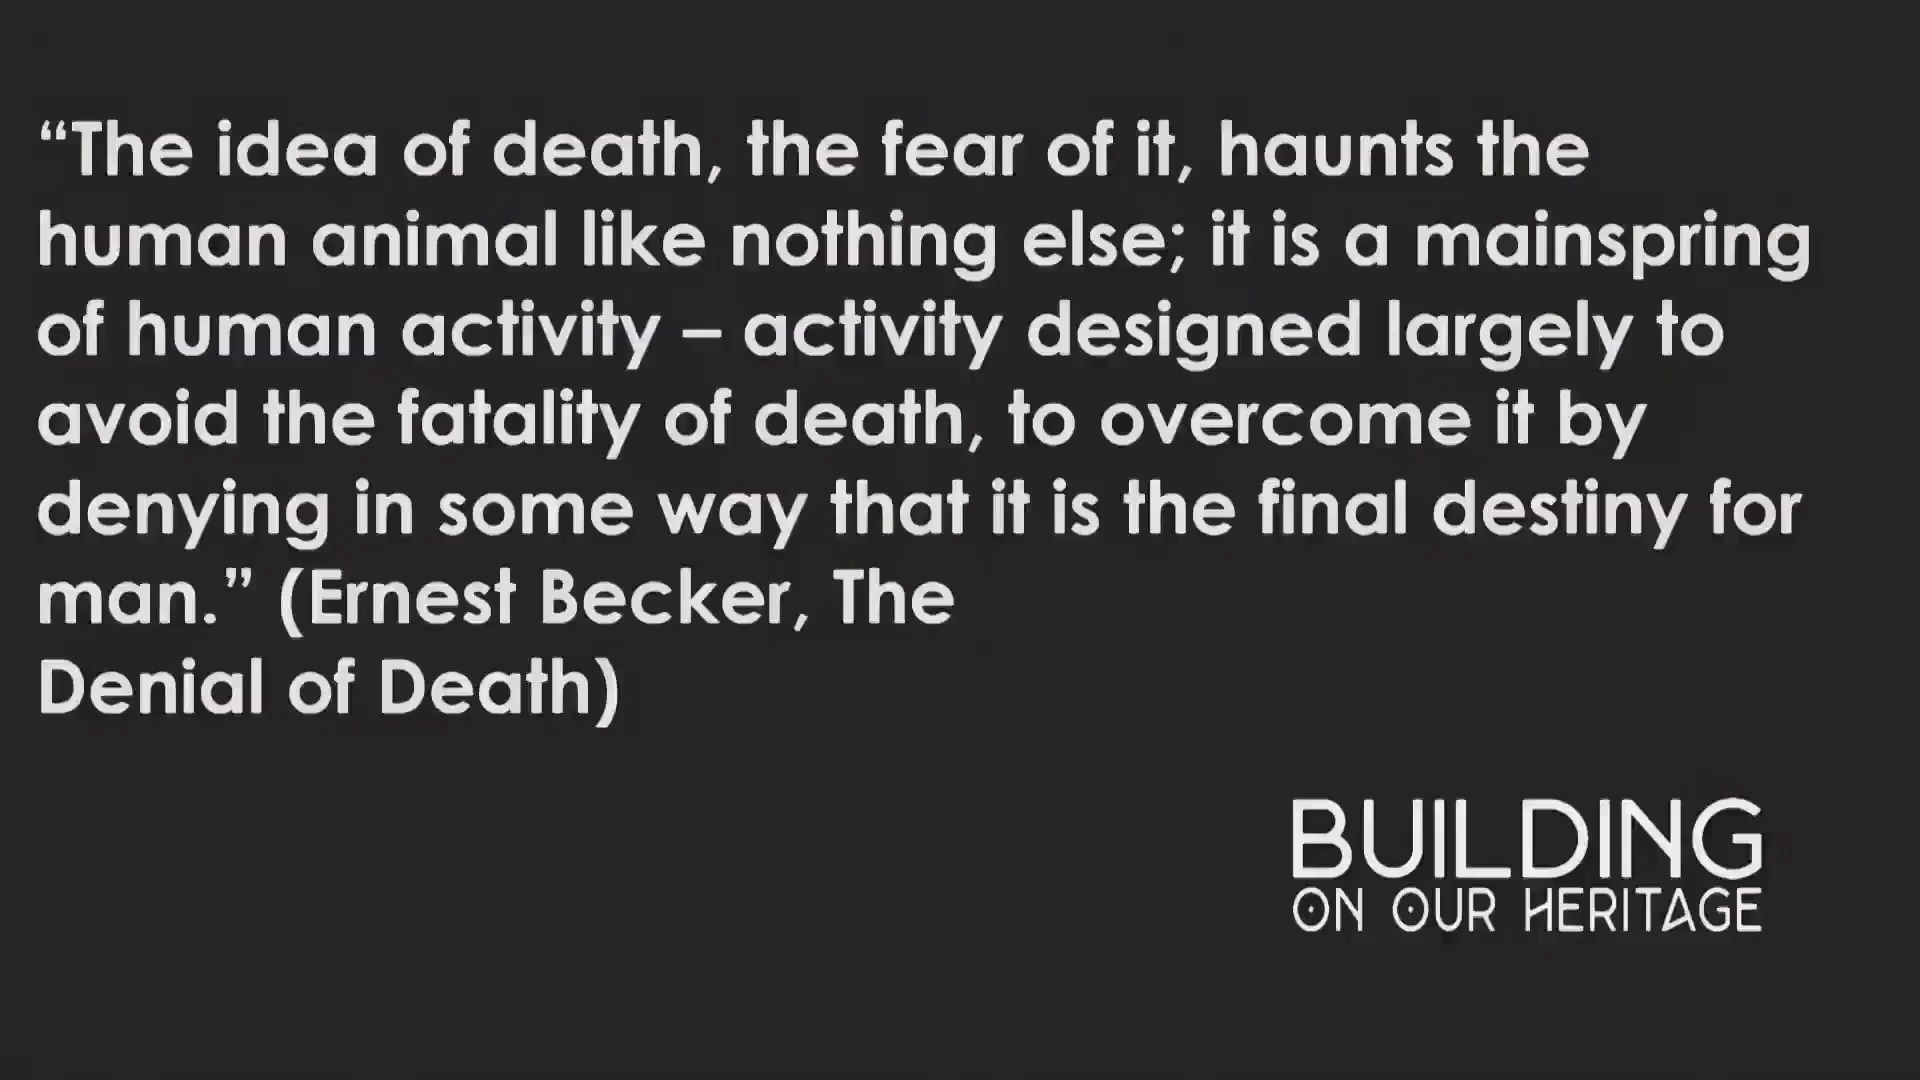 “The idea of death, the fear of it, haunts the
human animal like nothing else; it is a mainspring
of human activity – activity designed largely to
avoid the fatality of death, to overcome it by
denying in some way that it is the final destiny for
man.” (Ernest Becker, The
Denial of Death)
BUILDING
ON OUR HERITAGE